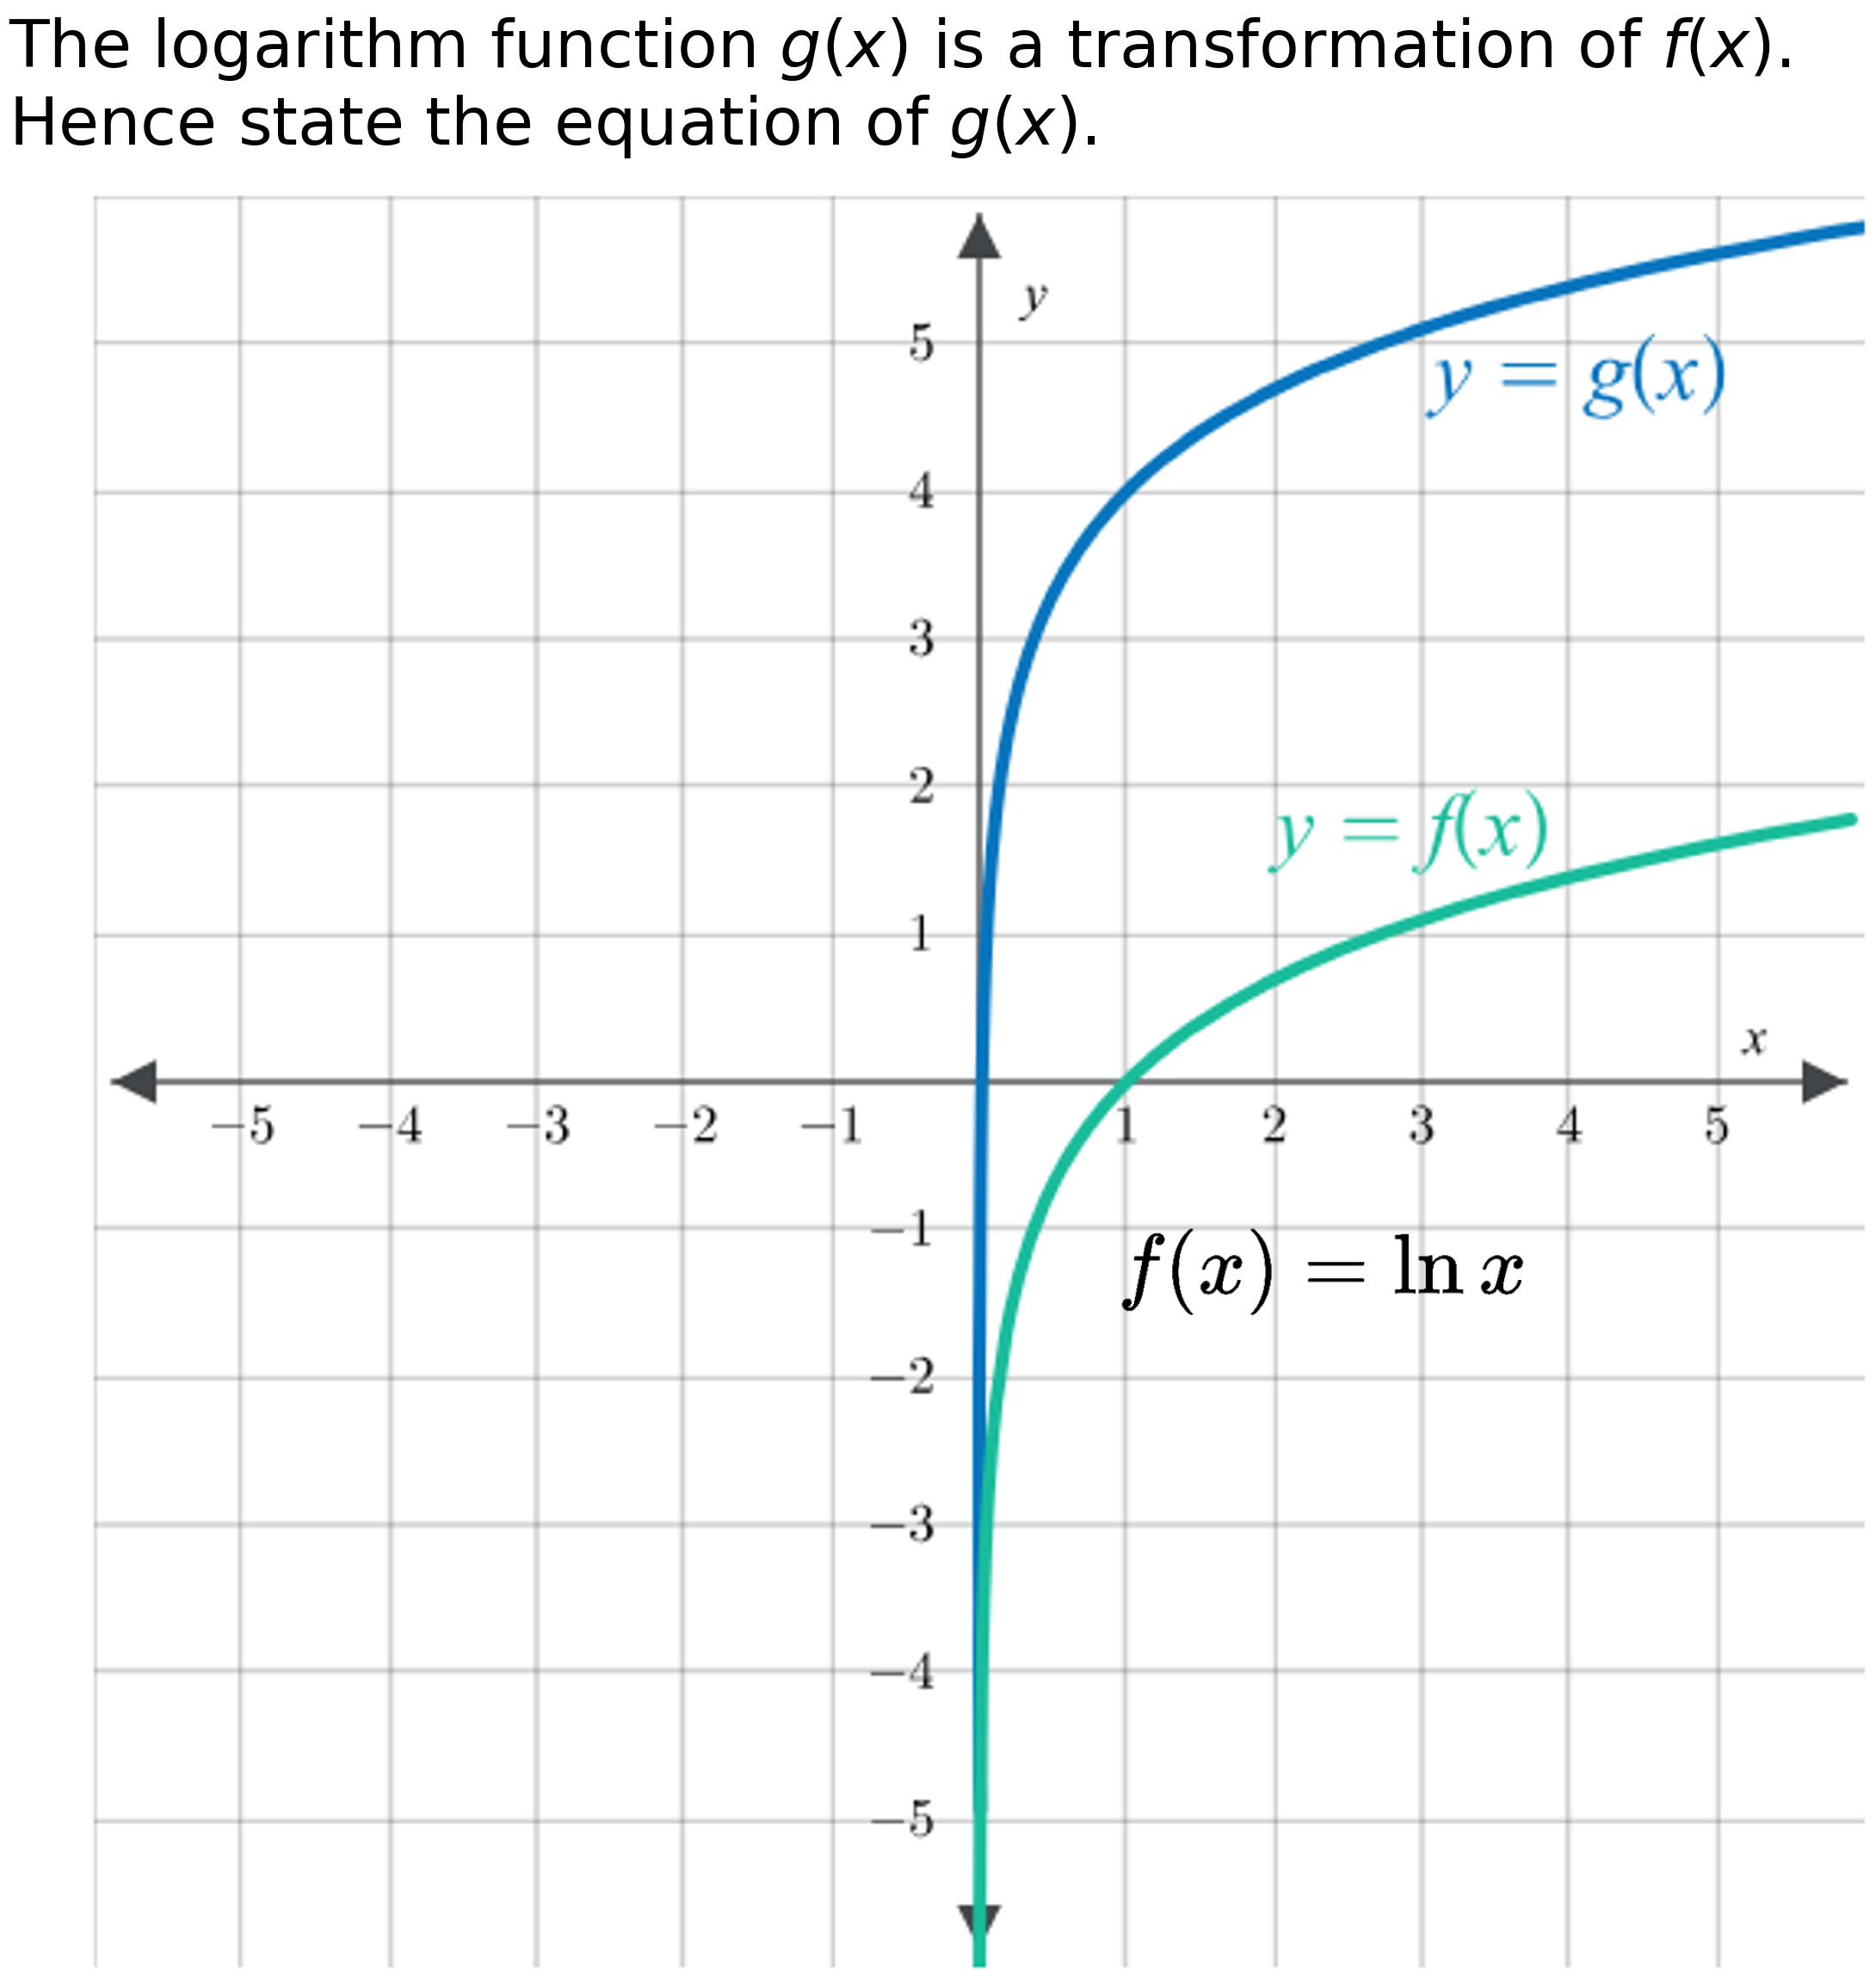 The logarithm function g(x) is a transformation of f(x).
Hence state the equation of g(x).
y
5
y = g(x)
4
3
2
y = f(x)
1
x
−5 −4 −3 −2 −1 1 2 3 4 5
−1
f(x) = ln x
−2
−3
−4
−5